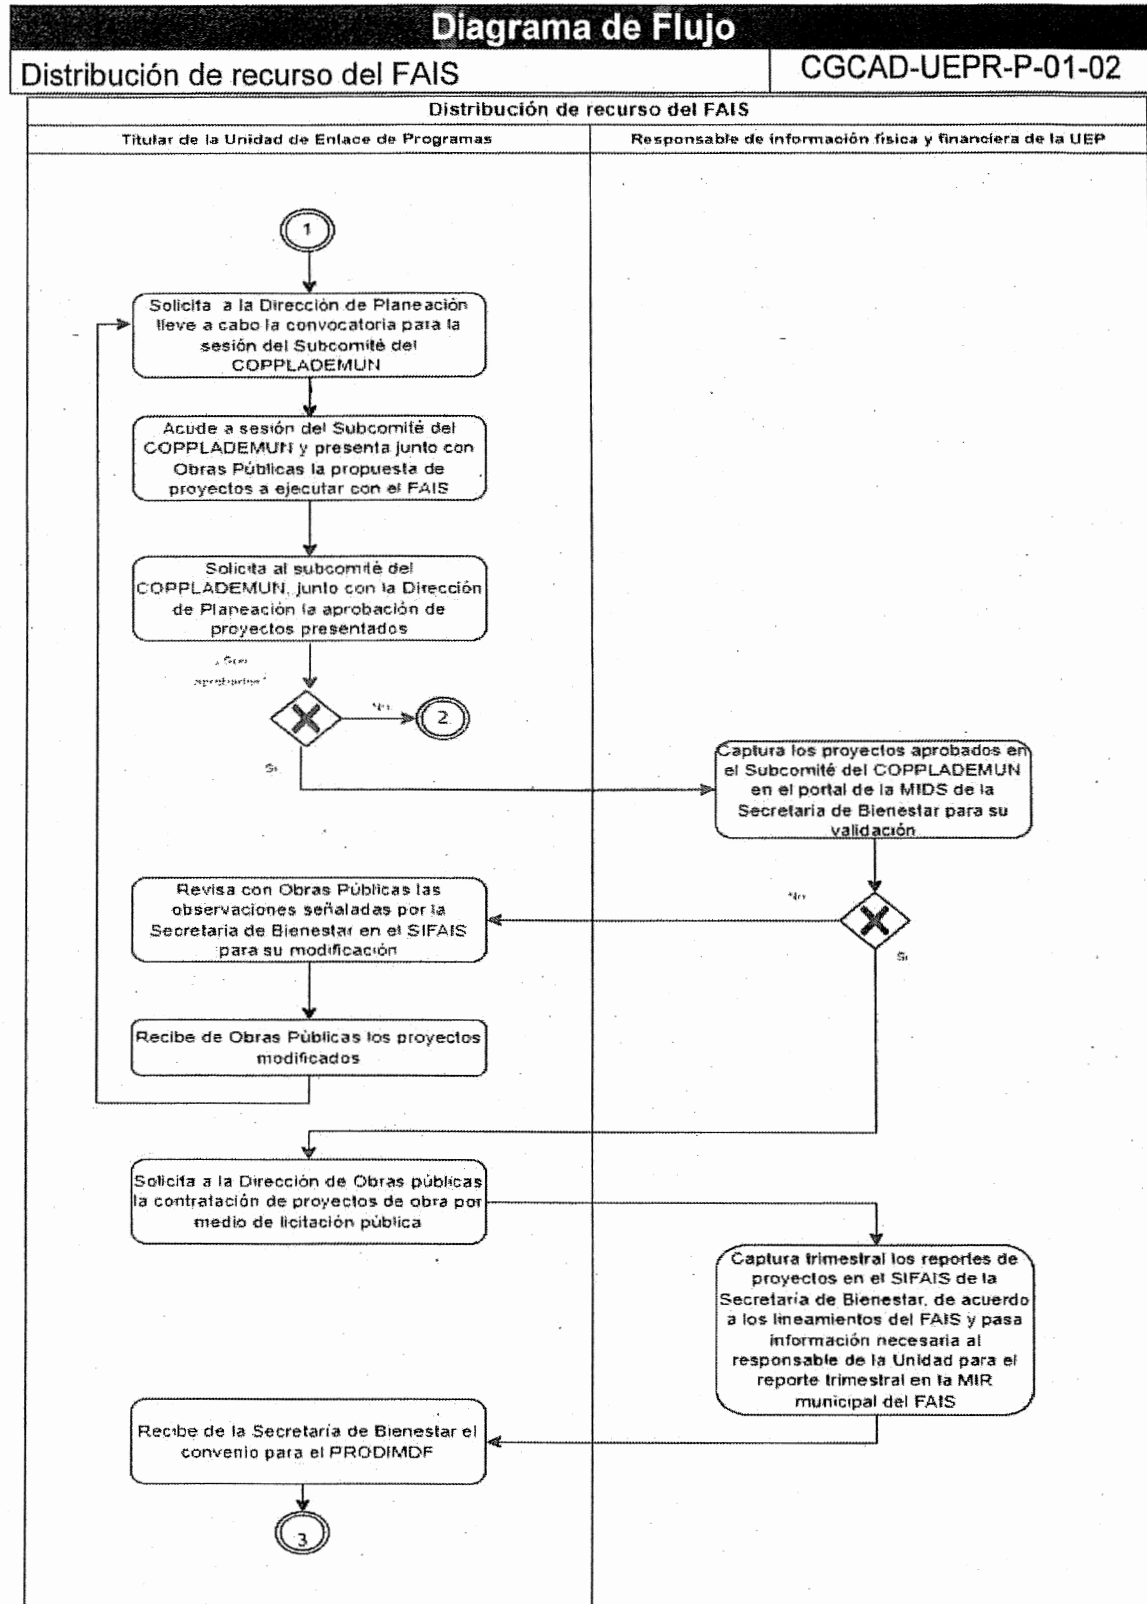 Diagrama de Flujo
Distribución de recurso del FAIS
CGCAD-UEPR-P-01-02
Distribución de recurso del FAIS
Titular de la Unidad de Enlace de Programas
Responsable de información física y financiera de la UEP
1
Solicita a la Dirección de Planeación
lleve a cabo la convocatoria para la
sesión del Subcomité del
COPPLADEMUN
Acude a sesión del Subcomité del
COPPLADEMUN y presenta junto con
Obras Públicas la propuesta de
proyectos a ejecutar con el FAIS
Solicita al subcomité del
COPPLADEMUN, junto con la Dirección
de Planeación la aprobación de
proyectos presentados
¿Son
aprobados?
No
2
Si
Captura los proyectos aprobados en
el Subcomité del COPPLADEMUN
en el portal de la MIDS de la
Secretaria de Bienestar para su
validación
No
Si
Revisa con Obras Públicas las
observaciones señaladas por la
Secretaria de Bienestar en el SIFAIS
para su modificación
Recibe de Obras Públicas los proyectos
modificados
Solicita a la Dirección de Obras públicas
la contratación de proyectos de obra por
medio de licitación pública
Captura trimestral los reportes de
proyectos en el SIFAIS de la
Secretaría de Bienestar, de acuerdo
a los lineamientos del FAIS y pasa
información necesaria al
responsable de la Unidad para el
reporte trimestral en la MIR
municipal del FAIS
Recibe de la Secretaría de Bienestar el
convenio para el PRODIMDF
3